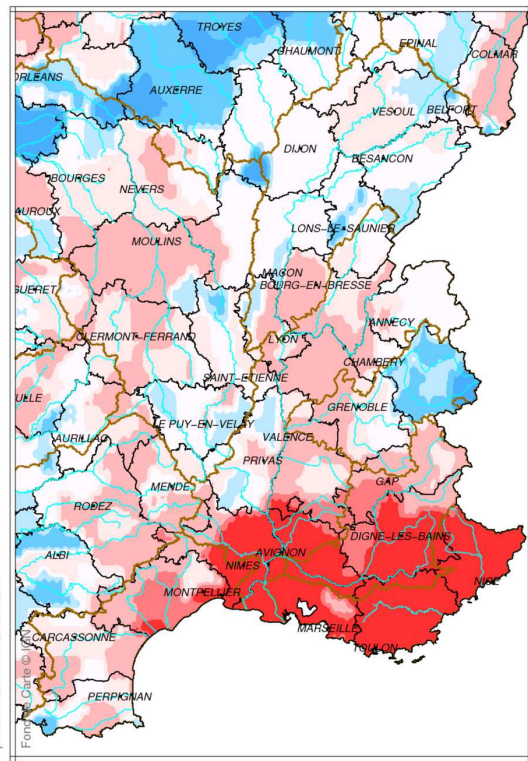 TROYES
EPINAL
CHAUMONT
COLMAR
ORLEANS
AUXERRE
VESOUL
BELFORT
DIJON
BESANCON
BOURGES
NEVERS
AUROUX
LONS-LE-SAUNIER
MOULINS
MACON
BOURG-EN-BRESSE
GUERET
ANNECY
CLERMONT-FERRAND
LYON
CHAMBERY
SAINT-ETIENNE
ULLE
GRENOBLE
LE PUY-EN-VELAY
AURILLAC
VALENCE
PRIVAS
GAP
MENDE
RODEZ
DIGNE-LES-BAINS
AVIGNON
ALBI
NIMES
NICE
MONTPELLIER
MARSEILLE
CARCASSONNE
TOULON
PERPIGNAN
Fond de Carte © IGN